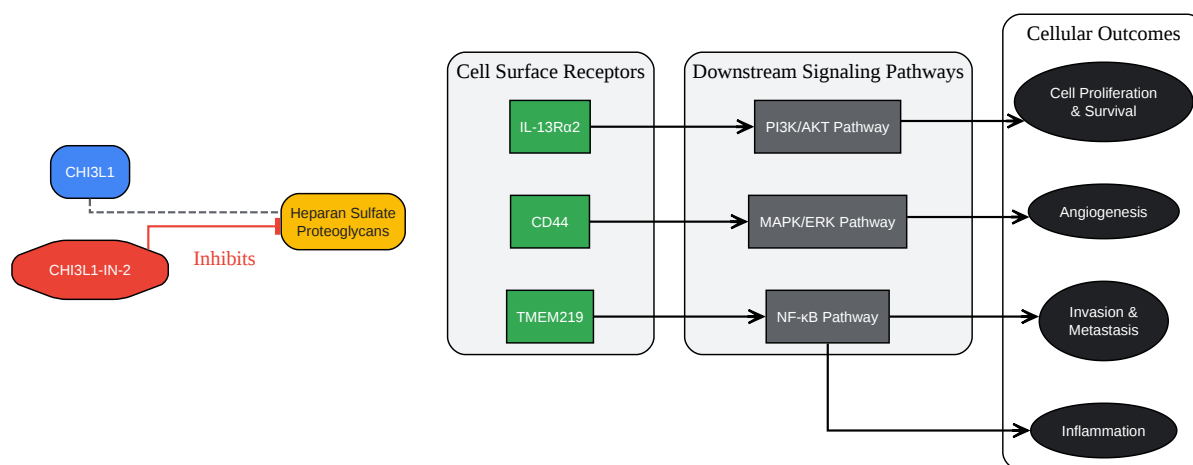 CHI3L1
CHI3L1-IN-2
Inhibits
Heparan Sulfate
Proteoglycans
Cell Surface Receptors
IL-13Rα2
CD44
TMEM219
Downstream Signaling Pathways
PI3K/AKT Pathway
MAPK/ERK Pathway
NF-κB Pathway
Cellular Outcomes
Cell Proliferation
& Survival
Angiogenesis
Invasion &
Metastasis
Inflammation